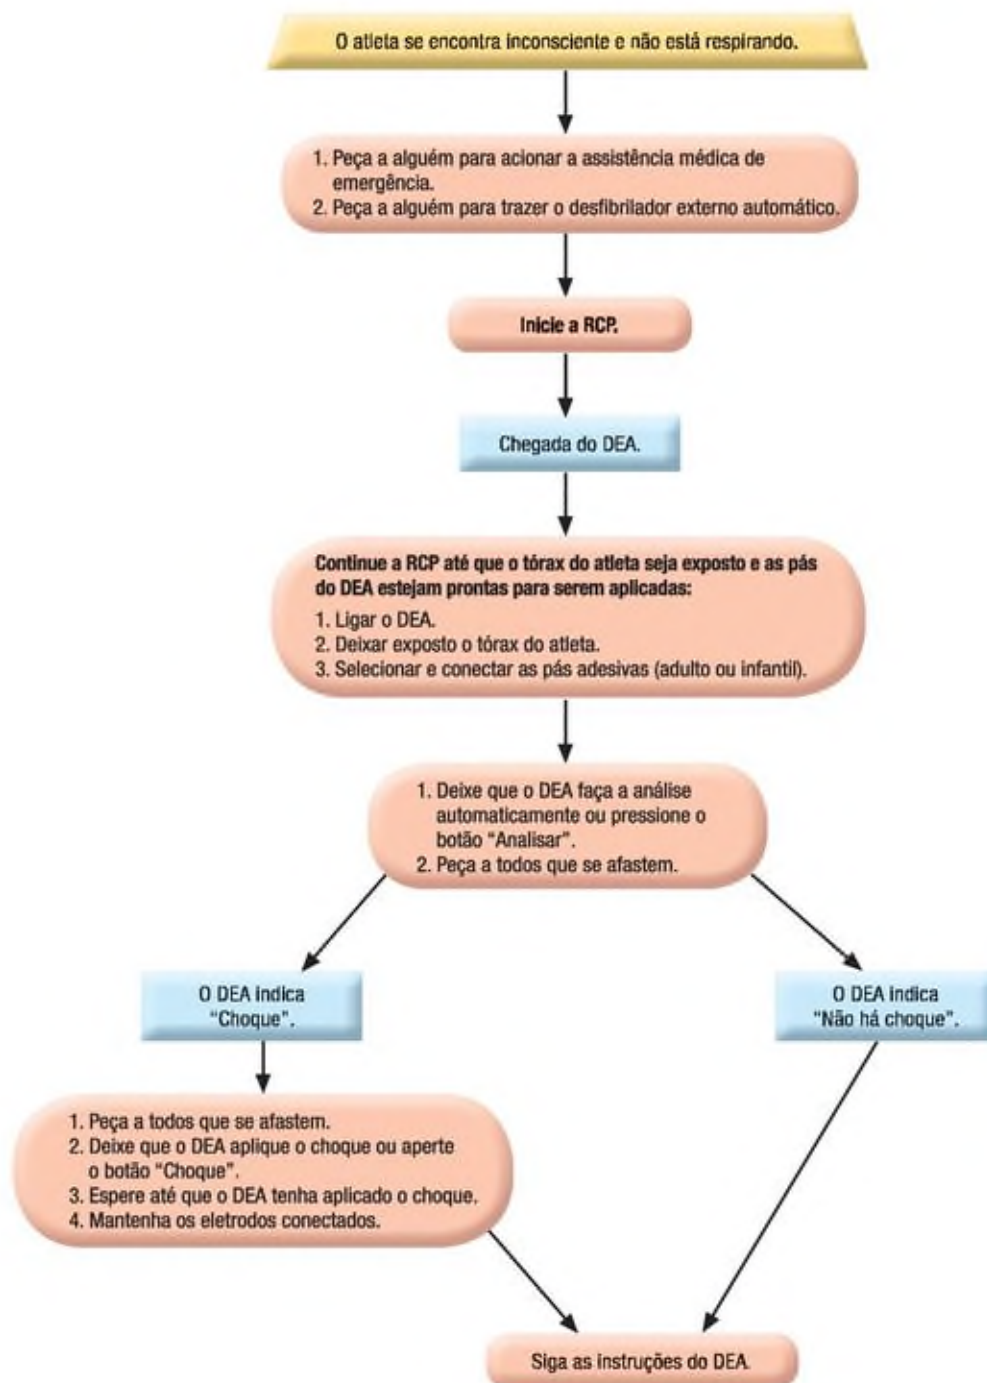 O atleta se encontra inconsciente e não está respirando.
1. Peça a alguém para acionar a assistência médica de
emergência.
2. Peça a alguém para trazer o desfibrilador externo automático.
Inicie a RCP.
Chegada do DEA.
Continue a RCP até que o tórax do atleta seja exposto e as pás
do DEA estejam prontas para serem aplicadas:
1. Ligar o DEA.
2. Deixar exposto o tórax do atleta.
3. Selecionar e conectar as pás adesivas (adulto ou infantil).
1. Deixe que o DEA faça a análise
automaticamente ou pressione o
botão “Analisar”.
2. Peça a todos que se afastem.
O DEA indica
“Choque”.
O DEA indica
“Não há choque”.
1. Peça a todos que se afastem.
2. Deixe que o DEA aplique o choque ou aperte
o botão “Choque”.
3. Espere até que o DEA tenha aplicado o choque.
4. Mantenha os eletrodos conectados.
Siga as instruções do DEA.